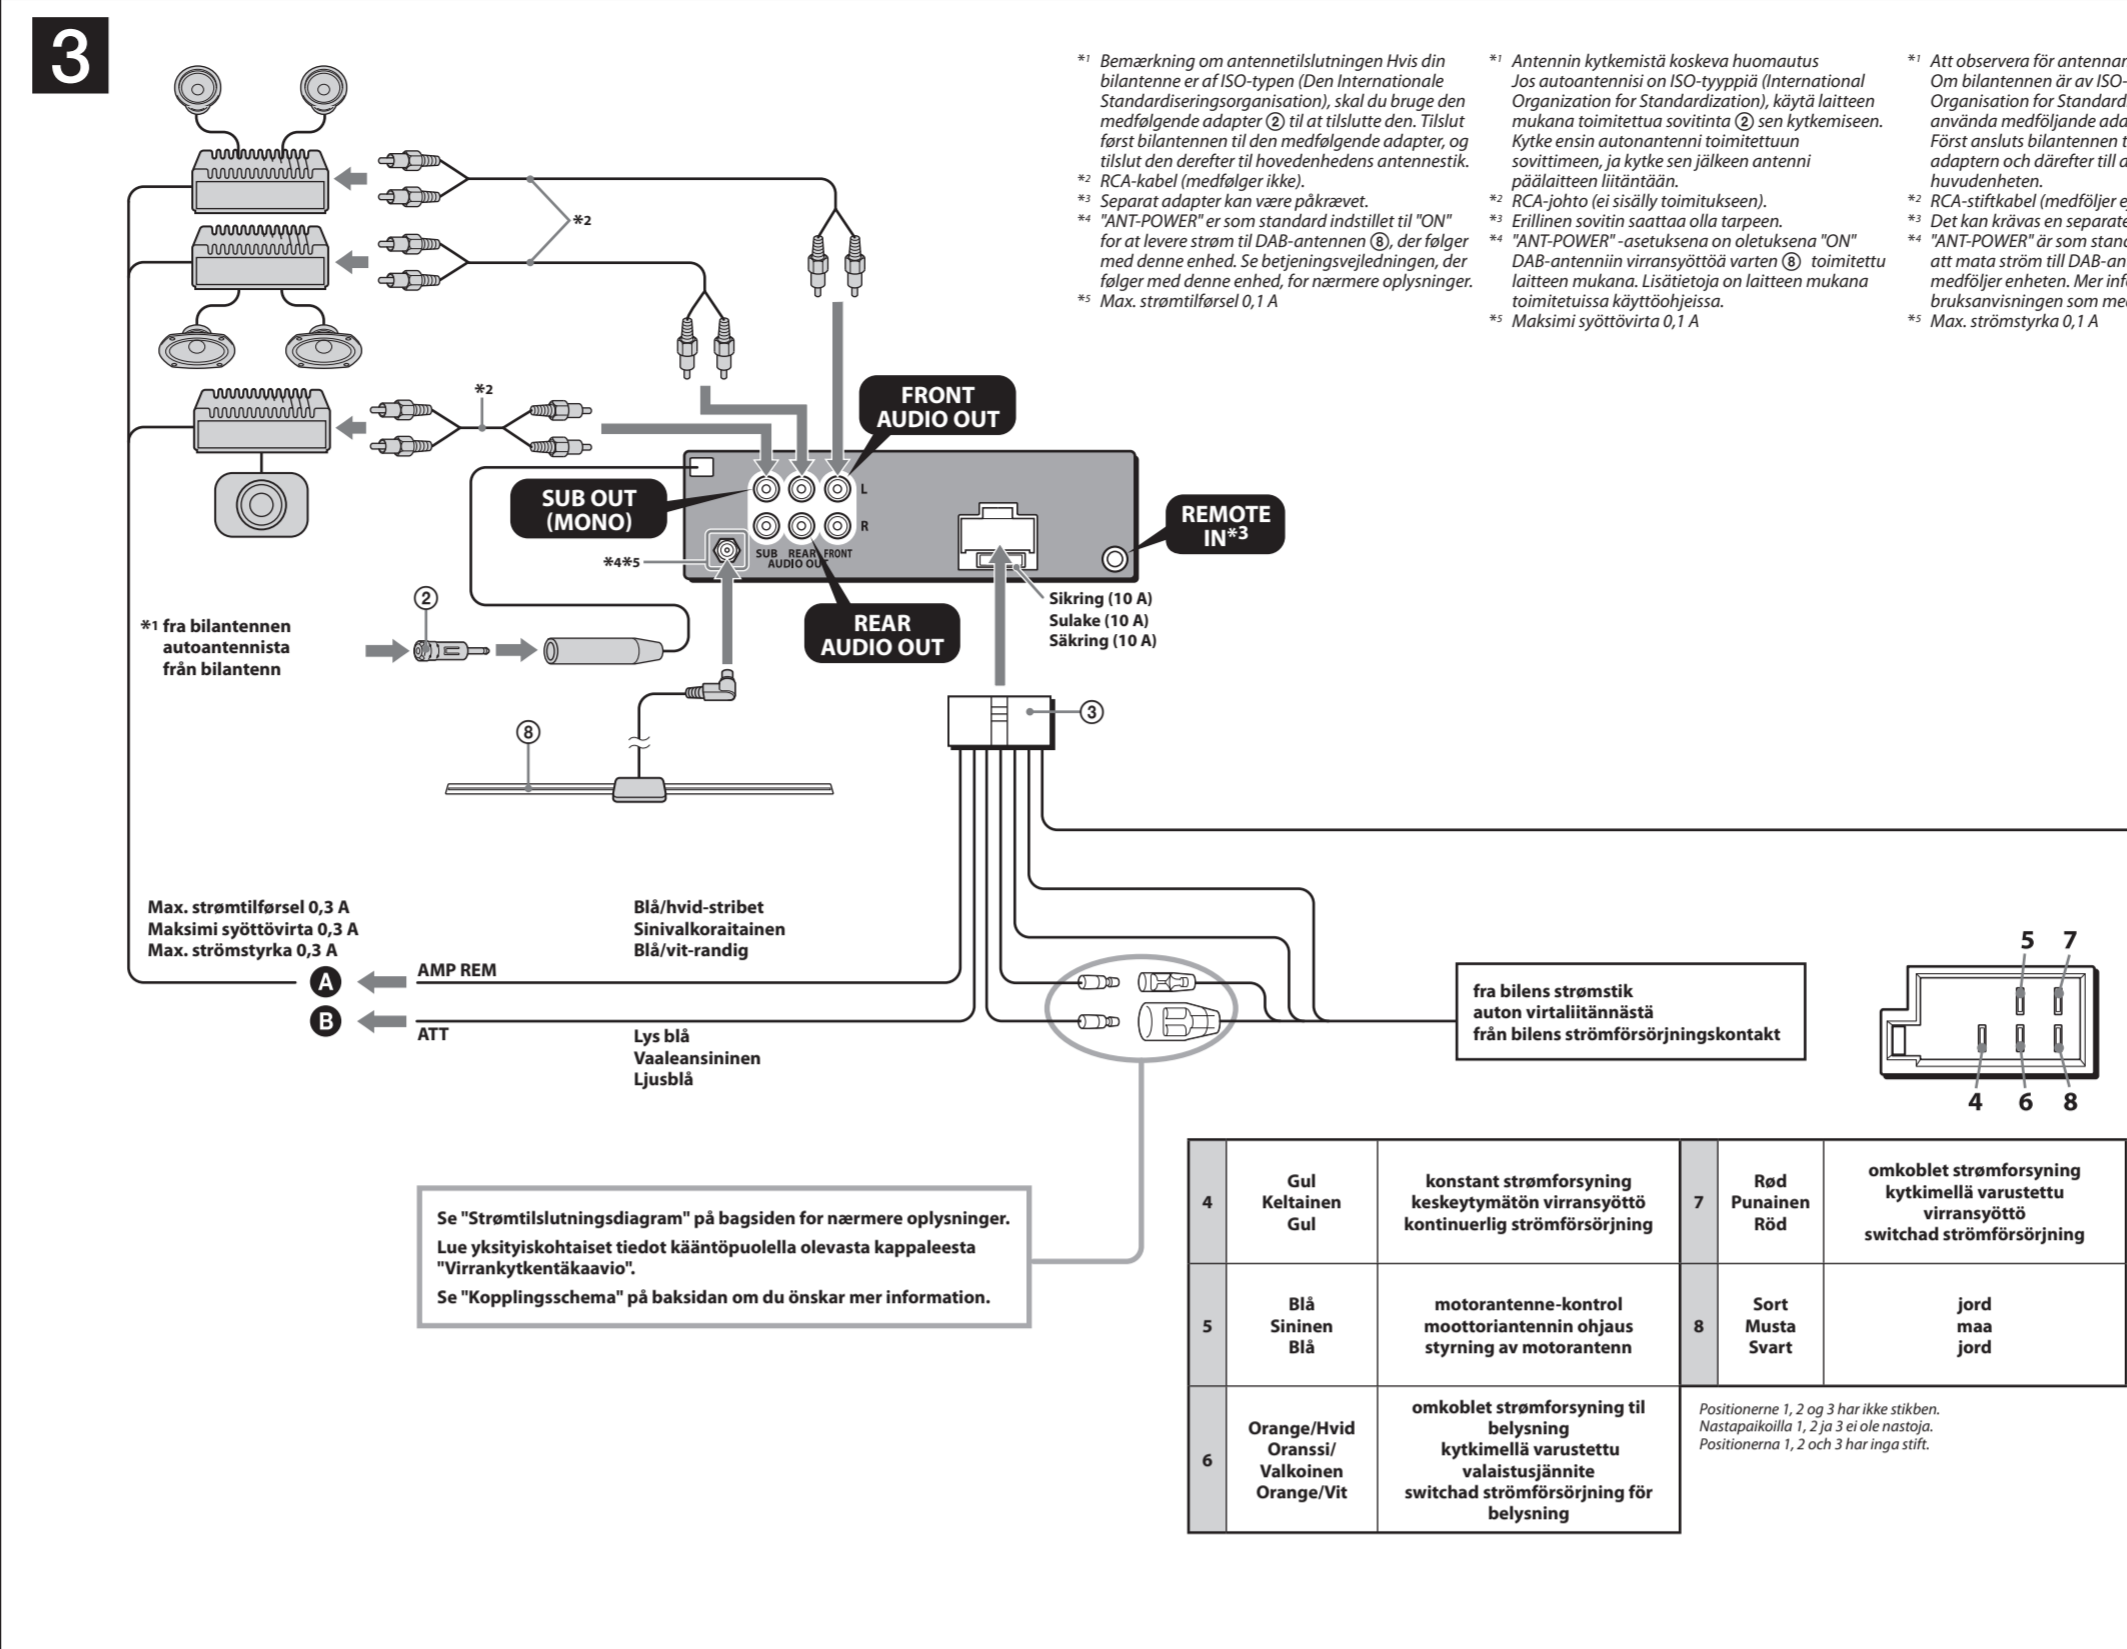 3
*1 Bemærkning om antennetilslutningen Hvis din
bilantenne er af ISO-typen (Den Internationale
Standardiseringsorganisation), skal du bruge den
medfølgende adapter ② til at tilslutte den. Tilslut
først bilantennen til den medfølgende adapter, og
tilslut den derefter til hovedenhedens antennestik.
*2 RCA-kabel (medfølger ikke).
*3 Separat adapter kan være påkrævet.
*4 "ANT-POWER" er som standard indstillet til "ON"
for at levere strøm til DAB-antennen ⑧, der følger
med denne enhed. Se betjeningsvejledningen, der
følger med denne enhed, for nærmere oplysninger.
*5 Max. strømtilførsel 0,1 A
*1 Antennin kytkemistä koskeva huomautus
Jos autoantennisi on ISO-tyyppiä (International
Organization for Standardization), käytä laitteen
mukana toimitettua sovitinta ② sen kytkemiseen.
Kytke ensin autonantenni toimitettuun
sovittimeen, ja kytke sen jälkeen antenni
päälaitteen liitäntään.
*2 RCA-johto (ei sisälly toimitukseen).
*3 Erillinen sovitin saattaa olla tarpeen.
*4 "ANT-POWER" -asetuksena on oletuksena "ON"
DAB-antenniin virransyöttöä varten ⑧ toimitettu
laitteen mukana. Lisätietoja on laitteen mukana
toimitetuissa käyttöohjeissa.
*5 Maksimi syöttövirta 0,1 A
*1 Att observera för
Om bilantennen är av
Organisation for
använda medföljande
Först ansluts bilantennen
adaptern och därefter till
huvudenheten.
*2 RCA-stiftkabel (medföljer
*3 Det kan krävas en
*4 "ANT-POWER" är som
att mata ström till
medföljer enheten. Mer
bruksanvisningen som
*5 Max. strömstyrka 0,1 A
*2
*2
FRONT
AUDIO OUT
SUB OUT
(MONO)
L
R
SUB REAR FRONT
AUDIO OUT
*4*5
REMOTE
IN*3
REAR
AUDIO OUT
Sikring (10 A)
Sulake (10 A)
Säkring (10 A)
*1 fra bilantennen
autoantennista
från bilantenn
②
③
⑧
Max. strømtilførsel 0,3 A
Maksimi syöttövirta 0,3 A
Max. strömstyrka 0,3 A
Blå/hvid-stribet
Sinivalkoraitainen
Blå/vit-randig
A
AMP REM
B
ATT
Lys blå
Vaaleansininen
Ljusblå
fra bilens strømstik
auton virtaliitännästä
från bilens strömförsörjningskontakt
5 7
4 6 8
Se "Strømtilslutningsdiagram" på bagsiden for nærmere oplysninger.
Lue yksityiskohtaiset tiedot kääntöpuolella olevasta kappaleesta
"Virrankytkentäkaavio".
Se "Kopplingsschema" på baksidan om du önskar mer information.
4
Gul
Keltainen
Gul
konstant strømforsyning
keskeytymätön virransyöttö
kontinuerlig strömförsörjning
7
Rød
Punainen
Röd
omkoblet strømforsyning
kytkimellä varustettu
virransyöttö
switchad strömförsörjning
5
Blå
Sininen
Blå
motorantenne-kontrol
moottoriantennin ohjaus
styrning av motorantenn
8
Sort
Musta
Svart
jord
maa
jord
6
Orange/Hvid
Oranssi/
Valkoinen
Orange/Vit
omkoblet strømforsyning til
belysning
kytkimellä varustettu
valaistusjännite
switchad strömförsörjning för
belysning
Positionerne 1, 2 og 3 har ikke stikben.
Nastapaikoilla 1, 2 ja 3 ei ole nastoja.
Positionerna 1, 2 och 3 har inga stift.